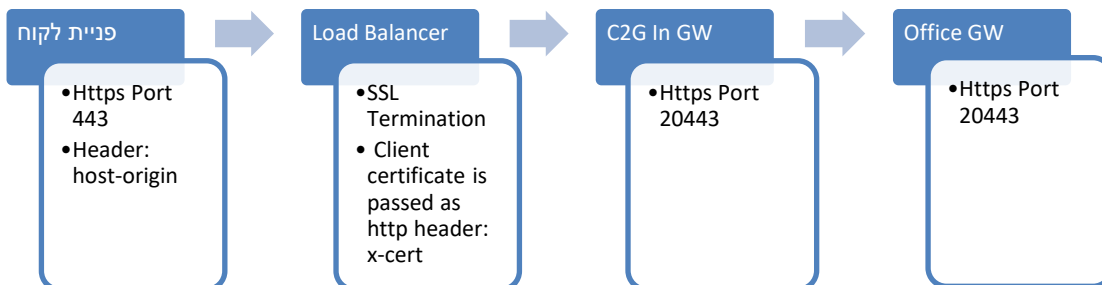 פניית לקוח
•Https Port
443
•Header:
host-origin
Load Balancer
•SSL
Termination
• Client
certificate is
passed as
http header:
x-cert
C2G In GW
•Https Port
20443
Office GW
•Https Port
20443